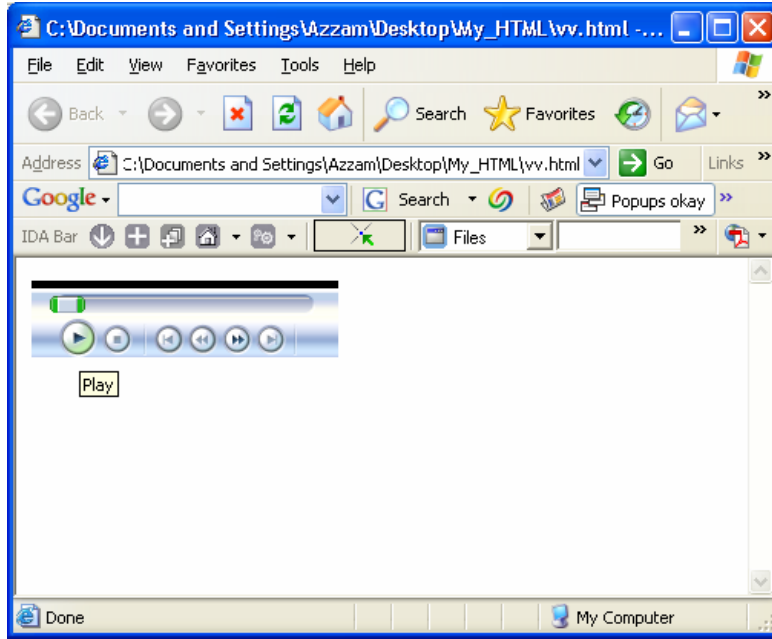 C:\Documents and Settings\Azzam\Desktop\My_HTML\vv.html -...
File Edit View Favorites Tools Help
Back Search Favorites
Address C:\Documents and Settings\Azzam\Desktop\My_HTML\vv.html Go Links
Google G Search Popups okay
IDA Bar Files
Play
Done My Computer